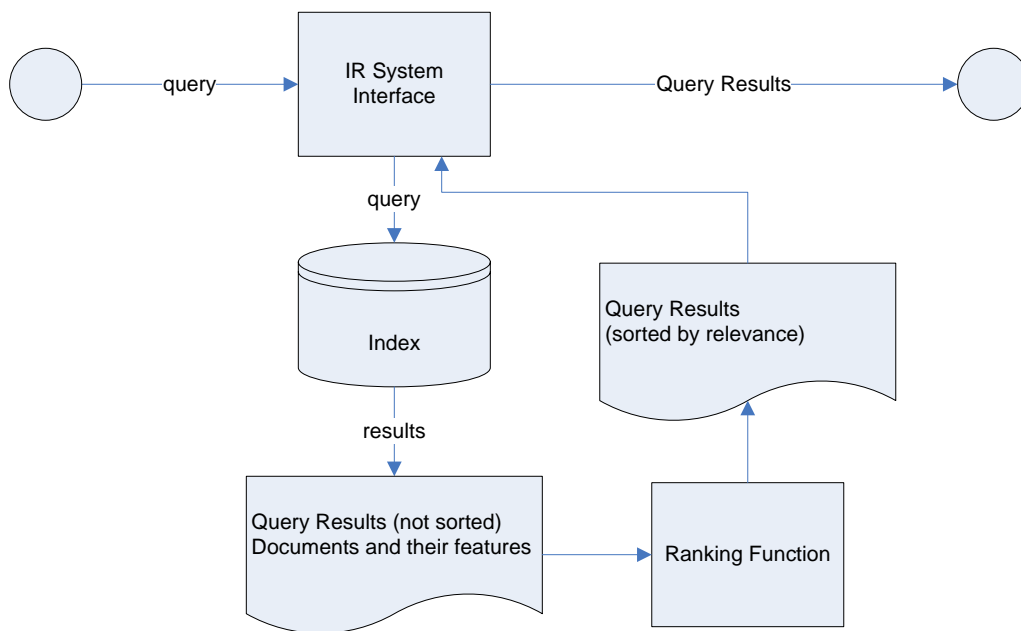 query
IR System
Interface
Query Results
query
Index
results
Query Results (not sorted)
Documents and their features
Ranking Function
Query Results
(sorted by relevance)